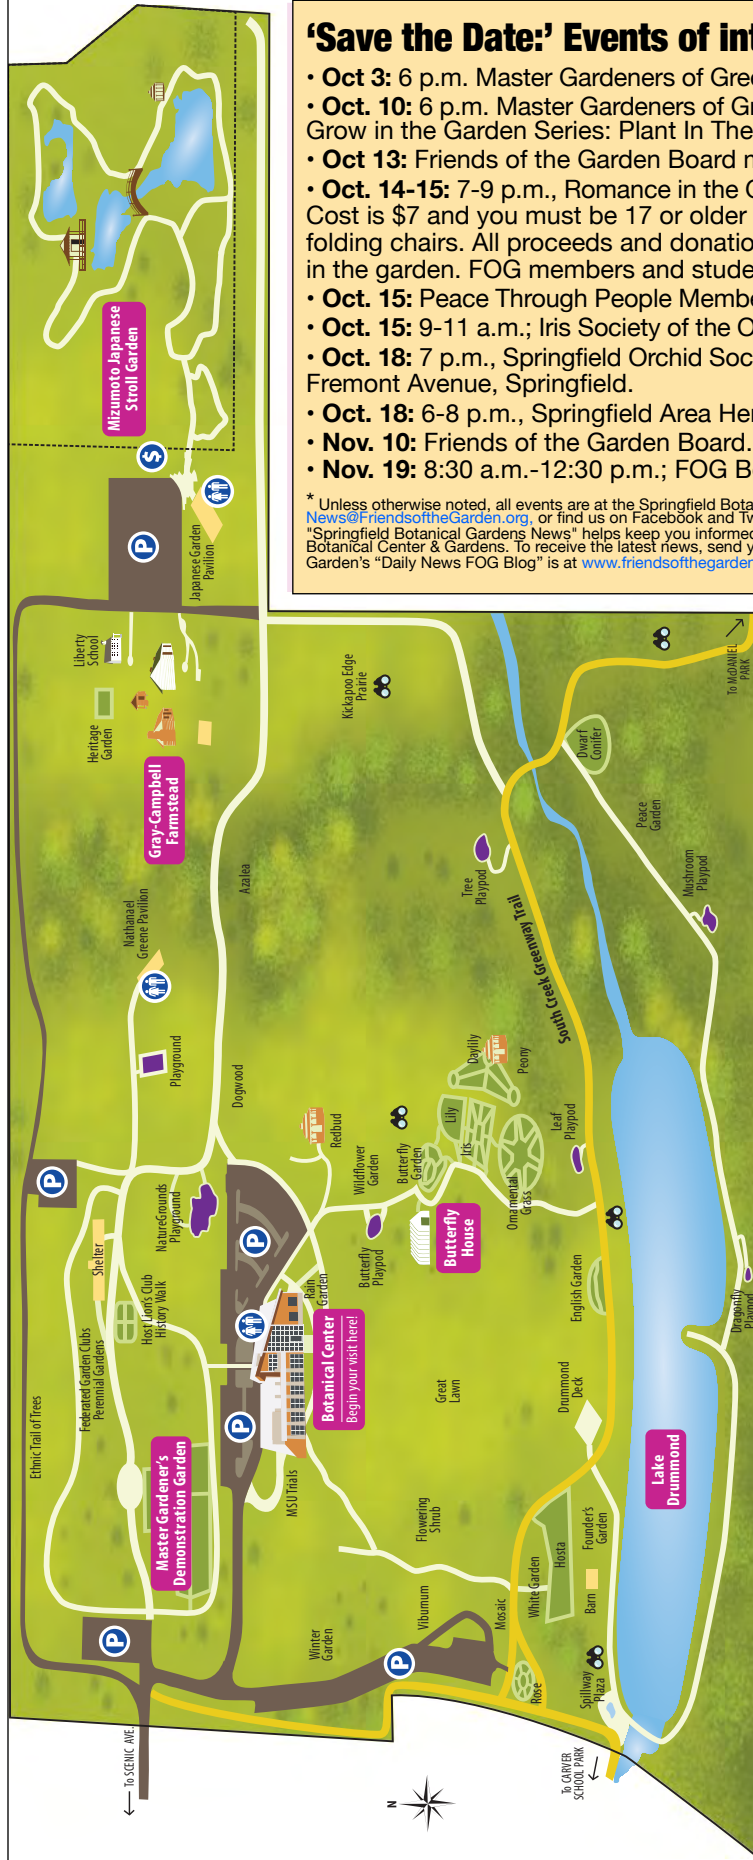 ‘Save the Date:’ Events of int
• Oct 3: 6 p.m. Master Gardeners of Gree
• Oct. 10: 6 p.m. Master Gardeners of Gr
Grow in the Garden Series: Plant In The
• Oct 13: Friends of the Garden Board m
• Oct. 14-15: 7-9 p.m., Romance in the G
Cost is $7 and you must be 17 or older
folding chairs. All proceeds and donatio
in the garden. FOG members and stude
• Oct. 15: Peace Through People Membe
• Oct. 15: 9-11 a.m.; Iris Society of the O
• Oct. 18: 7 p.m., Springfield Orchid Soc
Fremont Avenue, Springfield.
• Oct. 18: 6-8 p.m., Springfield Area Her
• Nov. 10: Friends of the Garden Board.
• Nov. 19: 8:30 a.m.-12:30 p.m.; FOG B
* Unless otherwise noted, all events are at the Springfield Bota
News@FriendsoftheGarden.org, or find us on Facebook and Tw
"Springfield Botanical Gardens News" helps keep you informed
Botanical Center & Gardens. To receive the latest news, send y
Garden’s “Daily News FOG Blog” is at www.friendsofthegarden
Mizumoto Japanese
Stroll Garden
$
P
Japanese Garden
Pavilion
Liberty
School
Heritage
Garden
Gray-Campbell
Farmstead
Kickapoo Edge
Prairie
To McDANIEL
PARK
Dwarf
Conifer
Peace
Garden
Mushroom
Playpod
Tree
Playpod
Azalea
Nathanael
Greene Pavilion
South Creek Greenway Trail
Playground
Dogwood
Redbud
Daylily
Peony
Lily
Iris
Leaf
Playpod
Wildflower
Garden
Butterfly
Garden
Ornamental
Grass
Butterfly
House
Butterfly
Playpod
P
NatureGrounds
Playground
P
Shelter
Host Lion's Club
History Walk
Federated Garden Clubs
Perennial Gardens
Ethnic Trail of Trees
Rain
Garden
Botanical Center
Begin your visit here!
P
English Garden
Dragonfly
Playpod
Great
Lawn
Drummond
Deck
Master Gardener's
Demonstration Garden
MSU Trials
Lake
Drummond
Flowering
Shrub
Founder's
Garden
Hosta
White Garden
Barn
Viburnum
Mosaic
Winter
Garden
P
P
Rose
Spillway
Plaza
To SCENIC AVE.
To CARVER
SCHOOL PARK
N